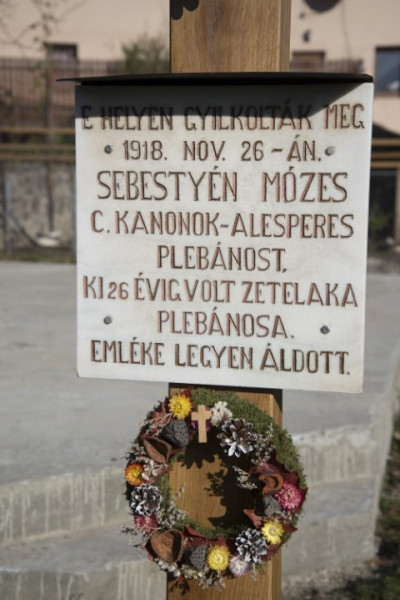 E HELYEN GYILKOLTÁK MEG
1918. NOV. 26-ÁN.
SEBESTYÉN MÓZES
C. KANONOK-ALESPERES
PLEBÁNOST,
KI 26 ÉVIG VOLT ZETELAKA
PLEBÁNOSA.
EMLÉKE LEGYEN ÁLDOTT.